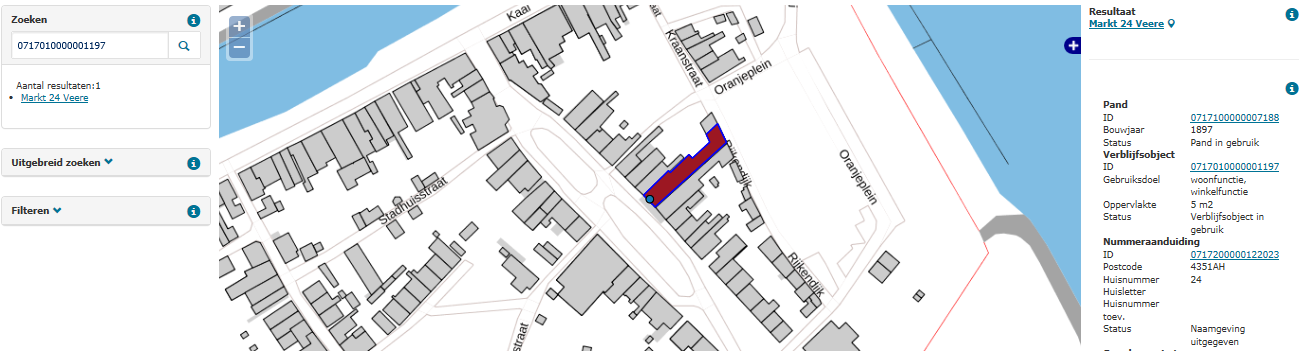 Zoeken
0717010000001197
Aantal resultaten:1
Markt 24 Veere
Uitgebreid zoeken
Filteren
+
−
Kaai
Kraanstraat
Oranjeplein
Rijkendijk
Oranjeplein
Stadhuisstraat
Rijkendijk
straat
Resultaat
Markt 24 Veere
Pand
ID 0717100000007188
Bouwjaar 1897
Status Pand in gebruik
Verblijfsobject
ID 0717010000001197
Gebruiksdoel woonfunctie,
winkelfunctie
Oppervlakte 5 m2
Status Verblijfsobject in
gebruik
Nummeraanduiding
ID 0717200000122023
Postcode 4351AH
Huisnummer 24
Huisletter
Huisnummer
toev.
Status Naamgeving
uitgegeven